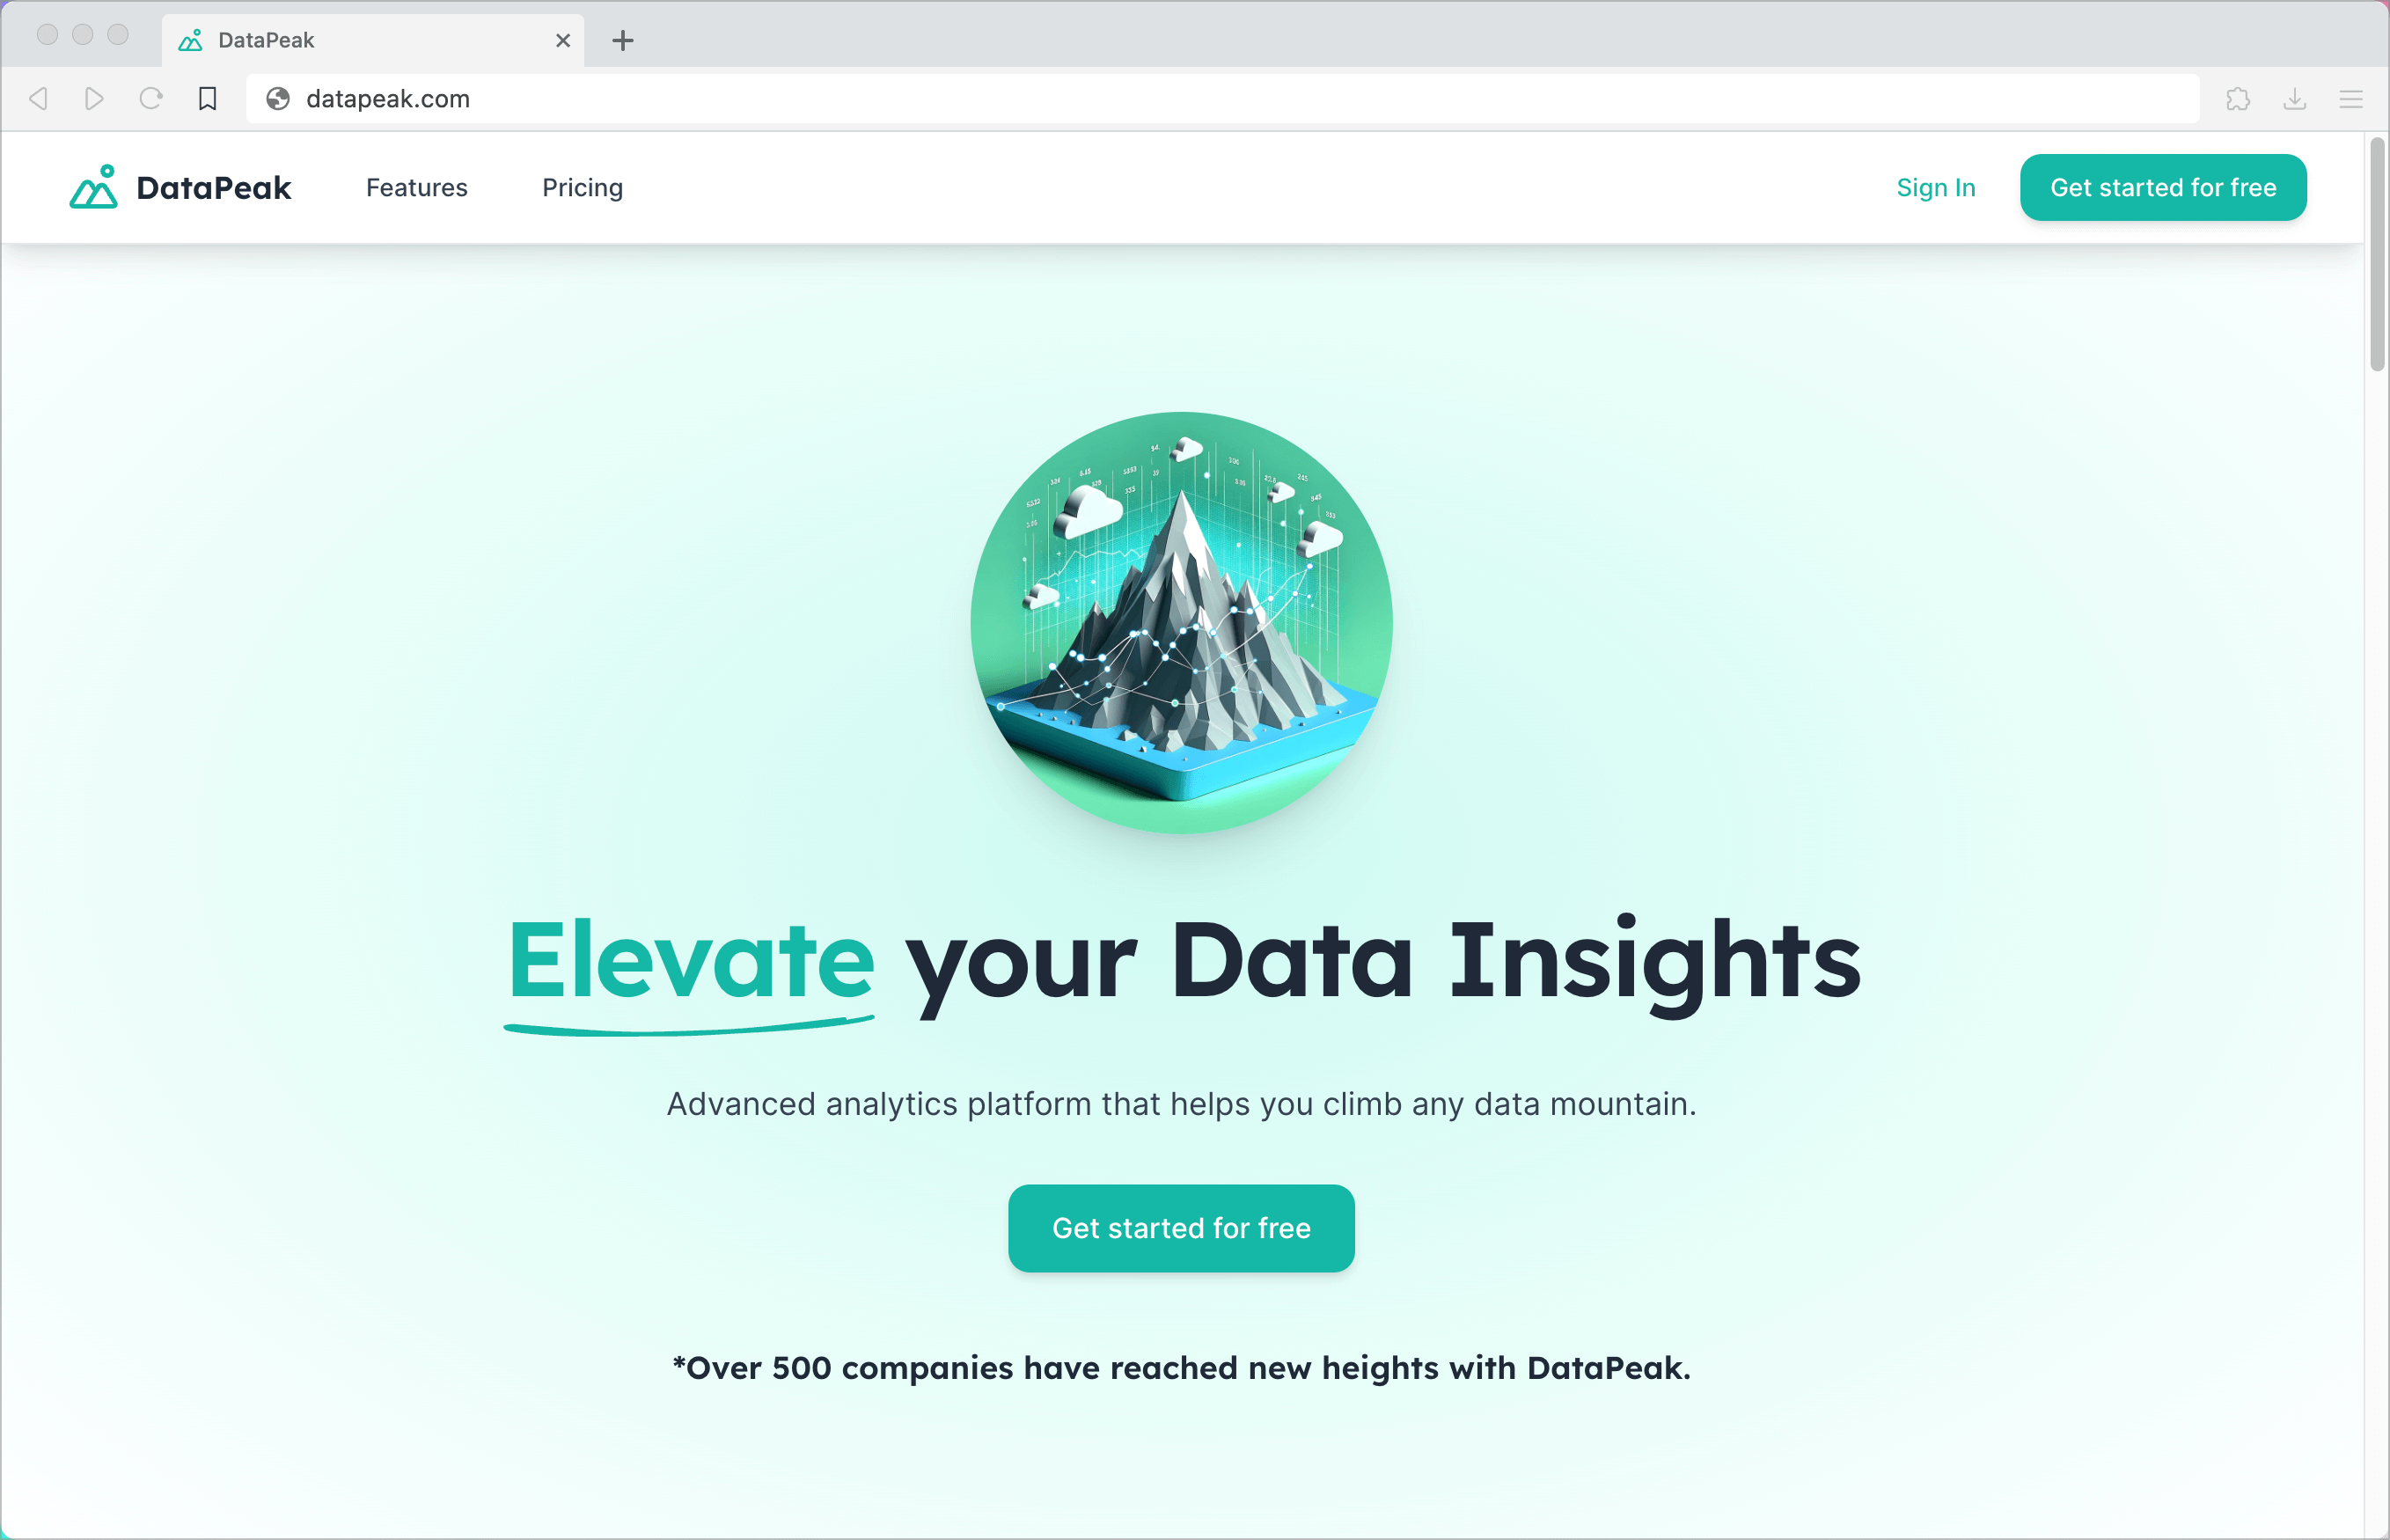 DataPeak
datapeak.com
DataPeak
Features
Pricing
Sign In
Get started for free
Elevate your Data Insights
Advanced analytics platform that helps you climb any data mountain.
Get started for free
*Over 500 companies have reached new heights with DataPeak.